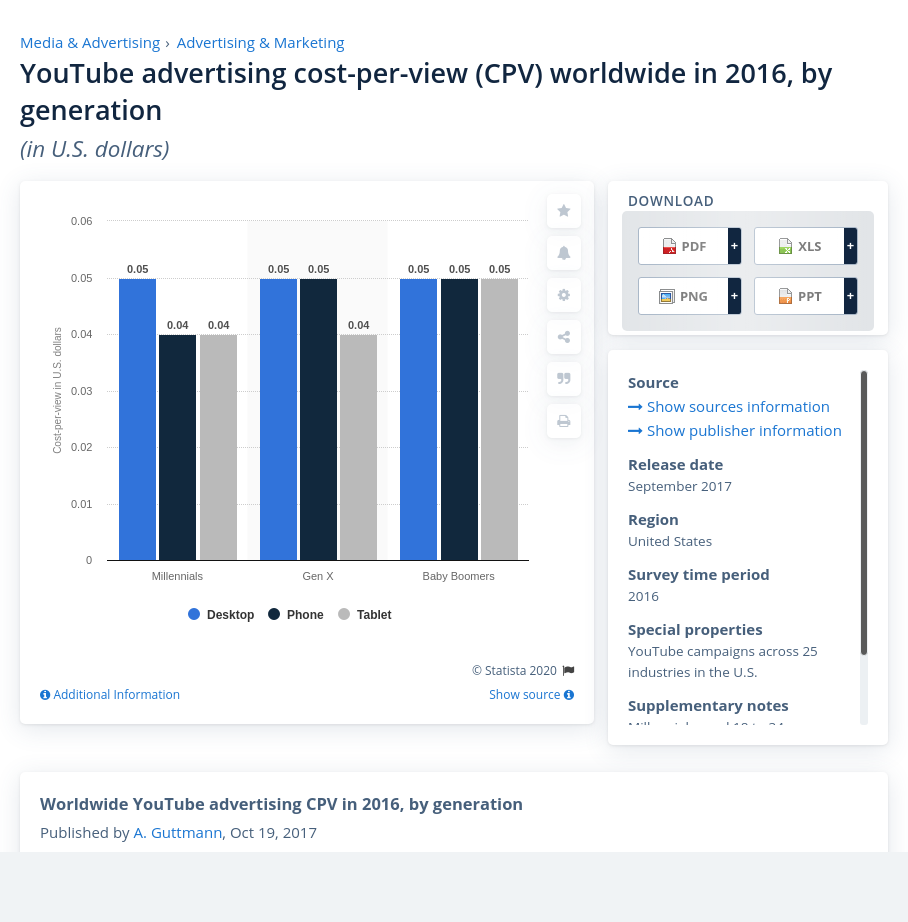 Media & Advertising › Advertising & Marketing
YouTube advertising cost-per-view (CPV) worldwide in 2016, by
generation
(in U.S. dollars)
0.06
0.05
0.04
0.03
0.02
0.01
0
Cost-per-view in U.S. dollars
0.05
0.04
0.04
0.05
0.05
0.04
0.05
0.05
0.05
Millennials
Gen X
Baby Boomers
Desktop
Phone
Tablet
© Statista 2020
Additional Information
Show source
DOWNLOAD
PDF +
XLS +
PNG +
PPT +
Source
Show sources information
Show publisher information
Release date
September 2017
Region
United States
Survey time period
2016
Special properties
YouTube campaigns across 25
industries in the U.S.
Supplementary notes
Worldwide YouTube advertising CPV in 2016, by generation
Published by A. Guttmann, Oct 19, 2017